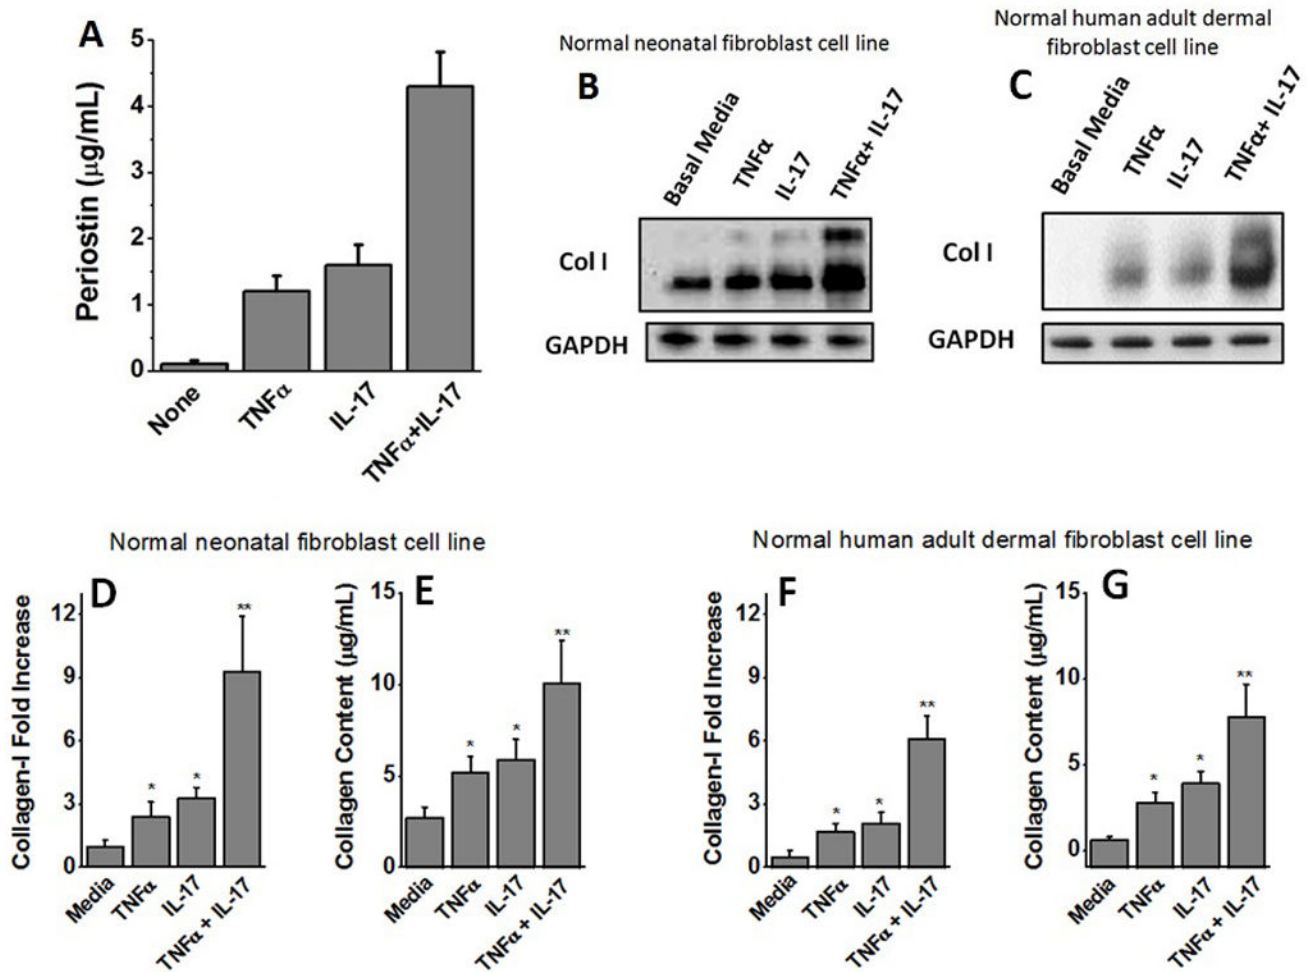 A
Periostin (μg/mL)
5
4
3
2
1
0
None
TNFα
IL-17
TNFα+IL-17
Normal neonatal fibroblast cell line
B
Basal Media
TNFα
IL-17
TNFα+ IL-17
Col I
GAPDH
Normal human adult dermal
fibroblast cell line
C
Basal Media
TNFα
IL-17
TNFα+ IL-17
Col I
GAPDH
Normal neonatal fibroblast cell line
D
Collagen-I Fold Increase
12
9
6
3
0
*
*
**
Media
TNFα
IL-17
TNFα + IL-17
E
Collagen Content (μg/mL)
15
10
5
0
*
*
**
Media
TNFα
IL-17
TNFα + IL-17
Normal human adult dermal fibroblast cell line
F
Collagen-I Fold Increase
12
9
6
3
0
*
*
**
Media
TNFα
IL-17
TNFα + IL-17
G
Collagen Content (μg/mL)
15
10
5
0
*
*
**
Media
TNFα
IL-17
TNFα + IL-17